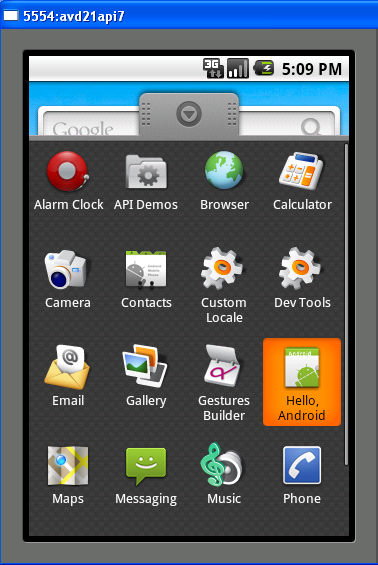 5554:avd21api7
3G
5:09 PM
Google
Alarm Clock
API Demos
Browser
Calculator
Camera
Contacts
Custom
Locale
Dev Tools
Email
Gallery
Gestures
Builder
android
Hello,
Android
Maps
Messaging
Music
Phone